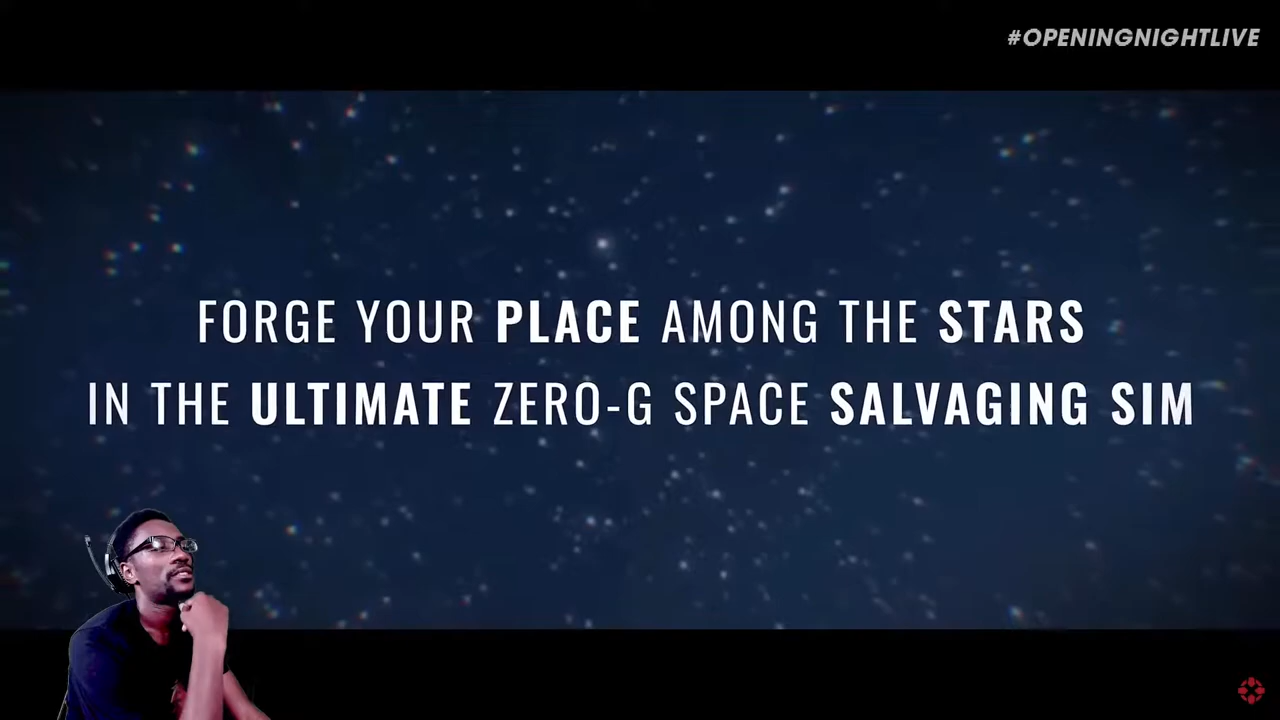 #OPENINGNIGHTLIVE
FORGE YOUR PLACE AMONG THE STARS
IN THE ULTIMATE ZERO-G SPACE SALVAGING SIM